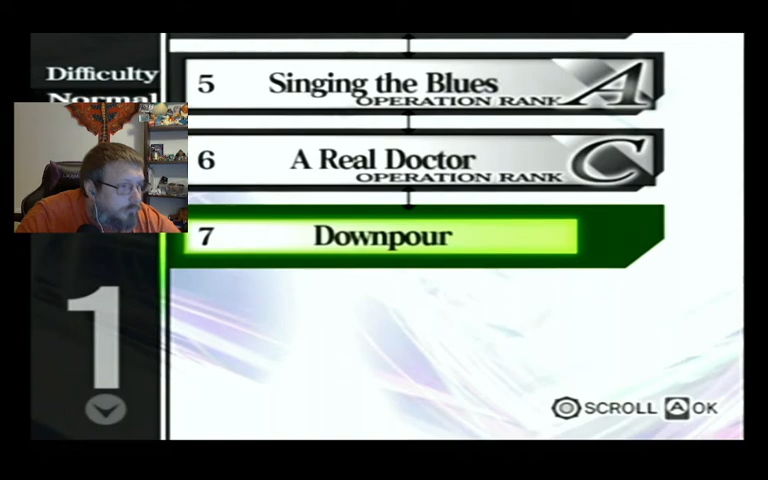 Difficulty
Normal
5 Singing the Blues
OPERATION RANK A
6 A Real Doctor
OPERATION RANK C
7 Downpour
1
SCROLL A OK